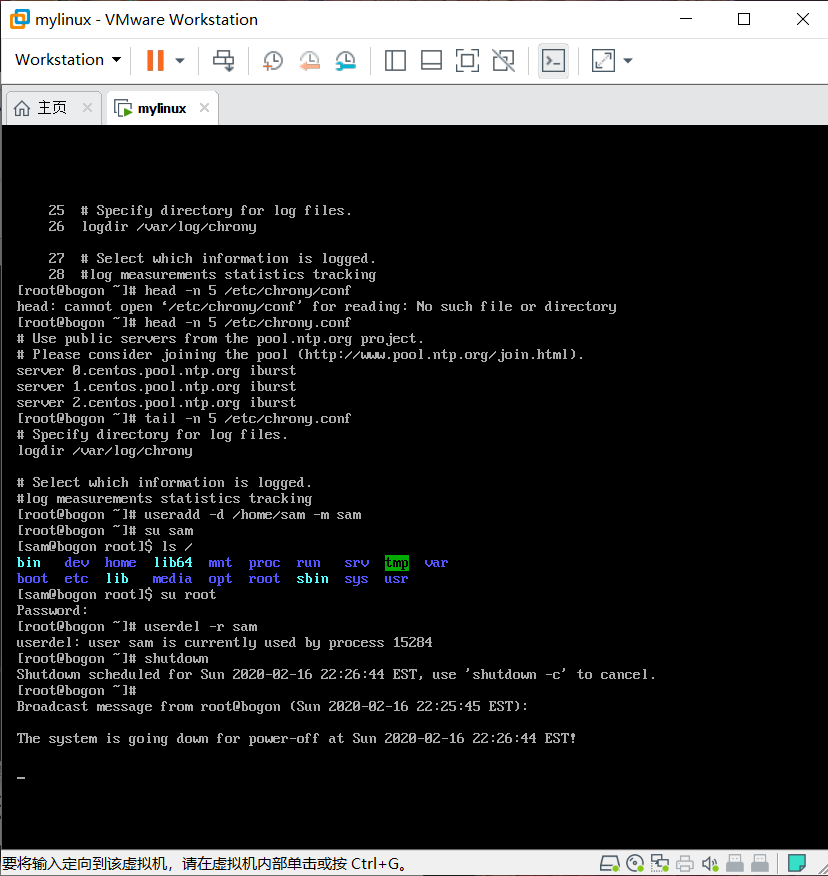 mylinux - VMware Workstation
Workstation
主页
mylinux
25  # Specify directory for log files.
26  logdir /var/log/chrony
27  # Select which information is logged.
28  #log measurements statistics tracking
[root@bogon ~]# head -n 5 /etc/chrony/conf
head: cannot open ‘/etc/chrony/conf’ for reading: No such file or directory
[root@bogon ~]# head -n 5 /etc/chrony.conf
# Use public servers from the pool.ntp.org project.
# Please consider joining the pool (http://www.pool.ntp.org/join.html).
server 0.centos.pool.ntp.org iburst
server 1.centos.pool.ntp.org iburst
server 2.centos.pool.ntp.org iburst
[root@bogon ~]# tail -n 5 /etc/chrony.conf
# Specify directory for log files.
logdir /var/log/chrony
# Select which information is logged.
#log measurements statistics tracking
[root@bogon ~]# useradd -d /home/sam -m sam
[root@bogon ~]# su sam
[sam@bogon root]$ ls /
bin   dev  home  lib64  mnt  proc  run   srv  tmp  var
boot  etc  lib   media  opt  root  sbin  sys  usr
[sam@bogon root]$ su root
Password:
[root@bogon ~]# userdel -r sam
userdel: user sam is currently used by process 15284
[root@bogon ~]# shutdown
Shutdown scheduled for Sun 2020-02-16 22:26:44 EST, use 'shutdown -c' to cancel.
[root@bogon ~]#
Broadcast message from root@bogon (Sun 2020-02-16 22:25:45 EST):
The system is going down for power-off at Sun 2020-02-16 22:26:44 EST!
要将输入定向到该虚拟机，请在虚拟机内部单击或按 Ctrl+G。